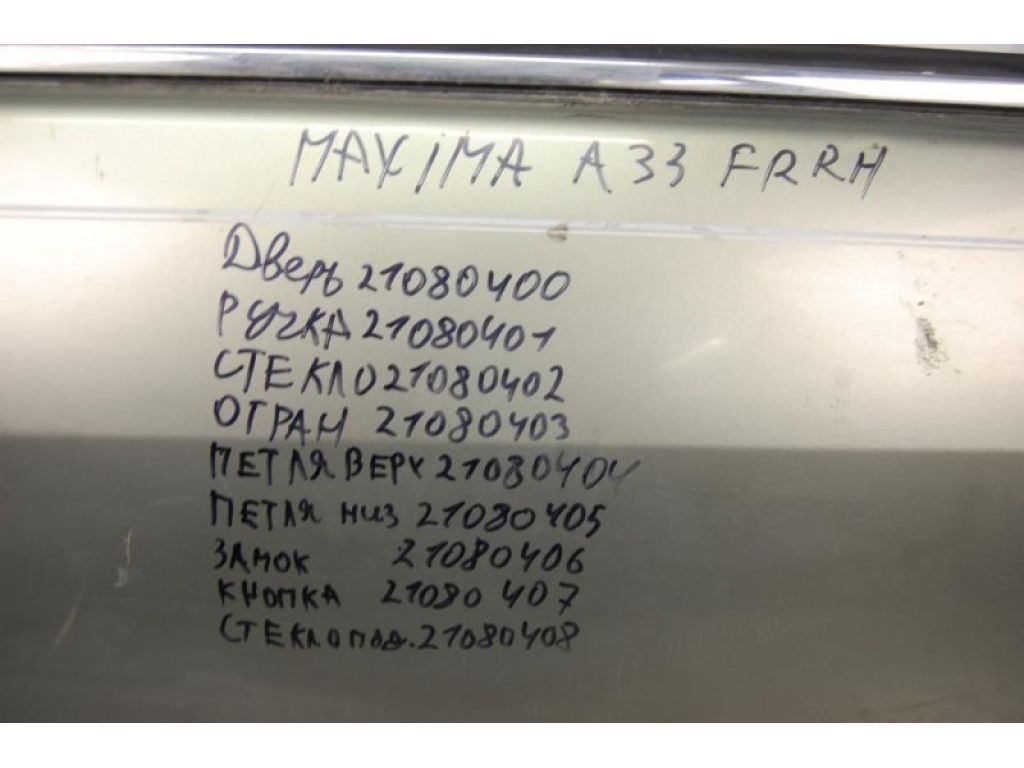 MAXIMA A33 FRRH
Дверь 21080400
РУЧКА 21080401
СТЕКЛО 21080402
ОГРАН 21080403
ПЕТЛЯ ВЕРХ 21080404
ПЕТЛЯ НИЗ 21080405
ЗАМОК 21080406
КНОПКА 21080407
СТЕКЛОПОД. 21080408